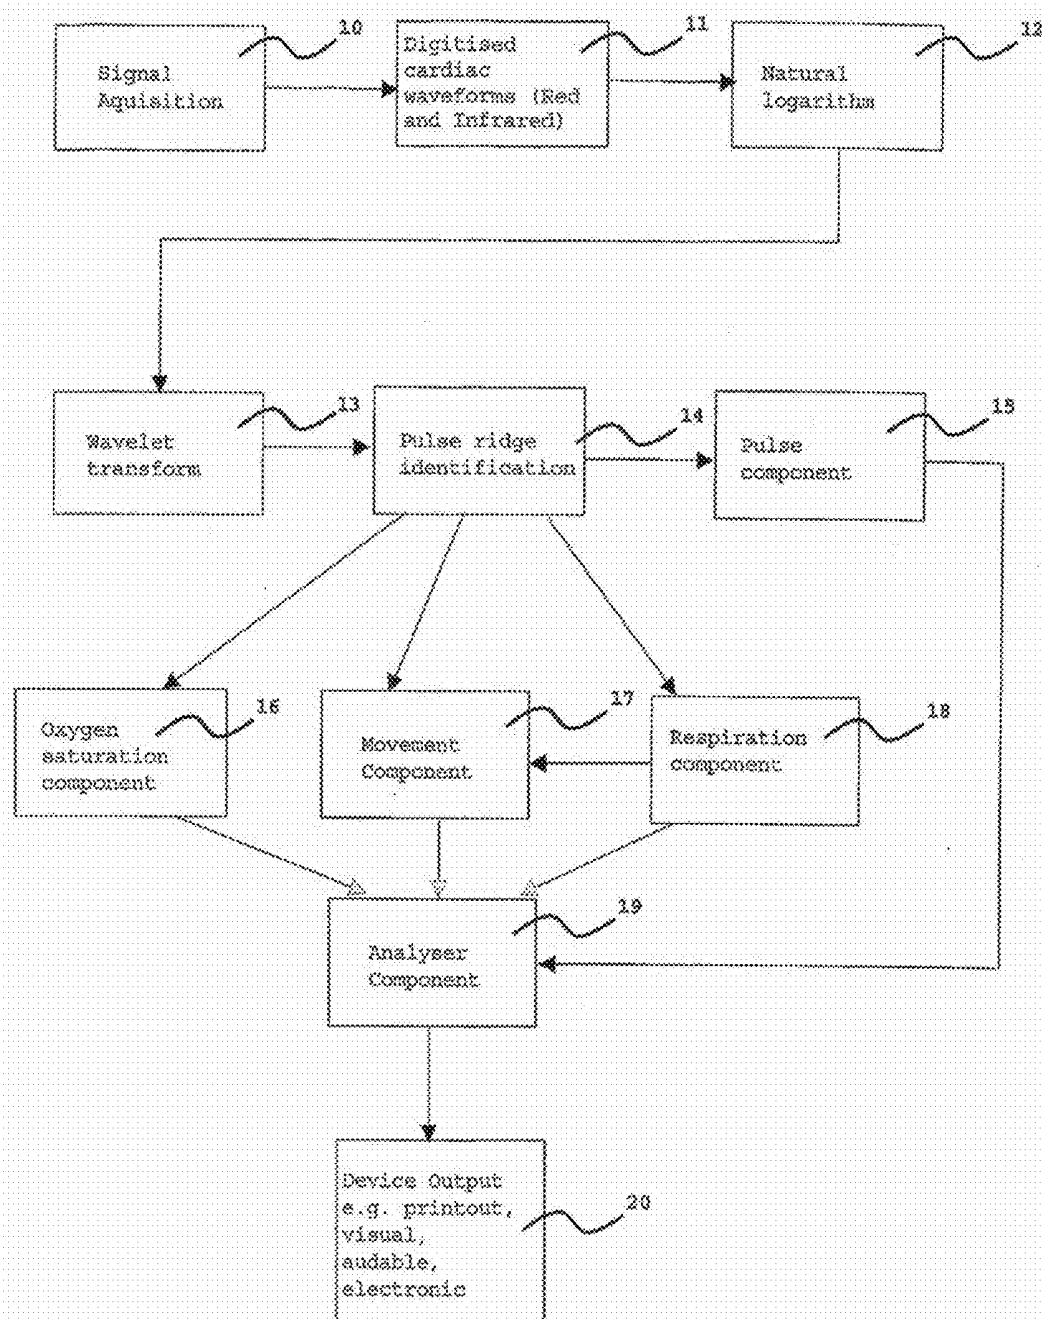 10
Signal
Aquisition
11
Digitised
cardiac
waveforms (Red
and Infrared)
12
Natural
logarithm
13
Wavelet
transform
14
Pulse ridge
identification
15
Pulse
component
16
Oxygen
saturation
component
17
Movement
Component
18
Respiration
component
19
Analyser
Component
20
Device Output
e.g. printout,
visual,
audable,
electronic